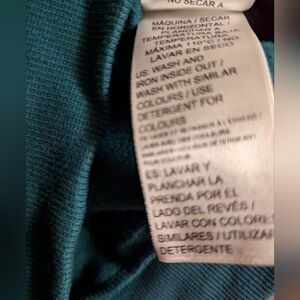 NO SECAR A
MÁQUINA / SECAR
EN HORIZONTAL /
PLANCHAR A
TEMPERATURA BAJA
TEMPERATURA
MÁXIMA 110°C / NO
LAVAR EN SECO
US: WASH AND
IRON INSIDE OUT /
WASH WITH SIMILAR
COLOURS / USE
DETERGENT FOR
COLOURS
ES: LAVAR Y
PLANCHAR LA
PRENDA POR EL
LADO DEL REVÉS /
LAVAR CON COLORES
SIMILARES / UTILIZAR
DETERGENTE